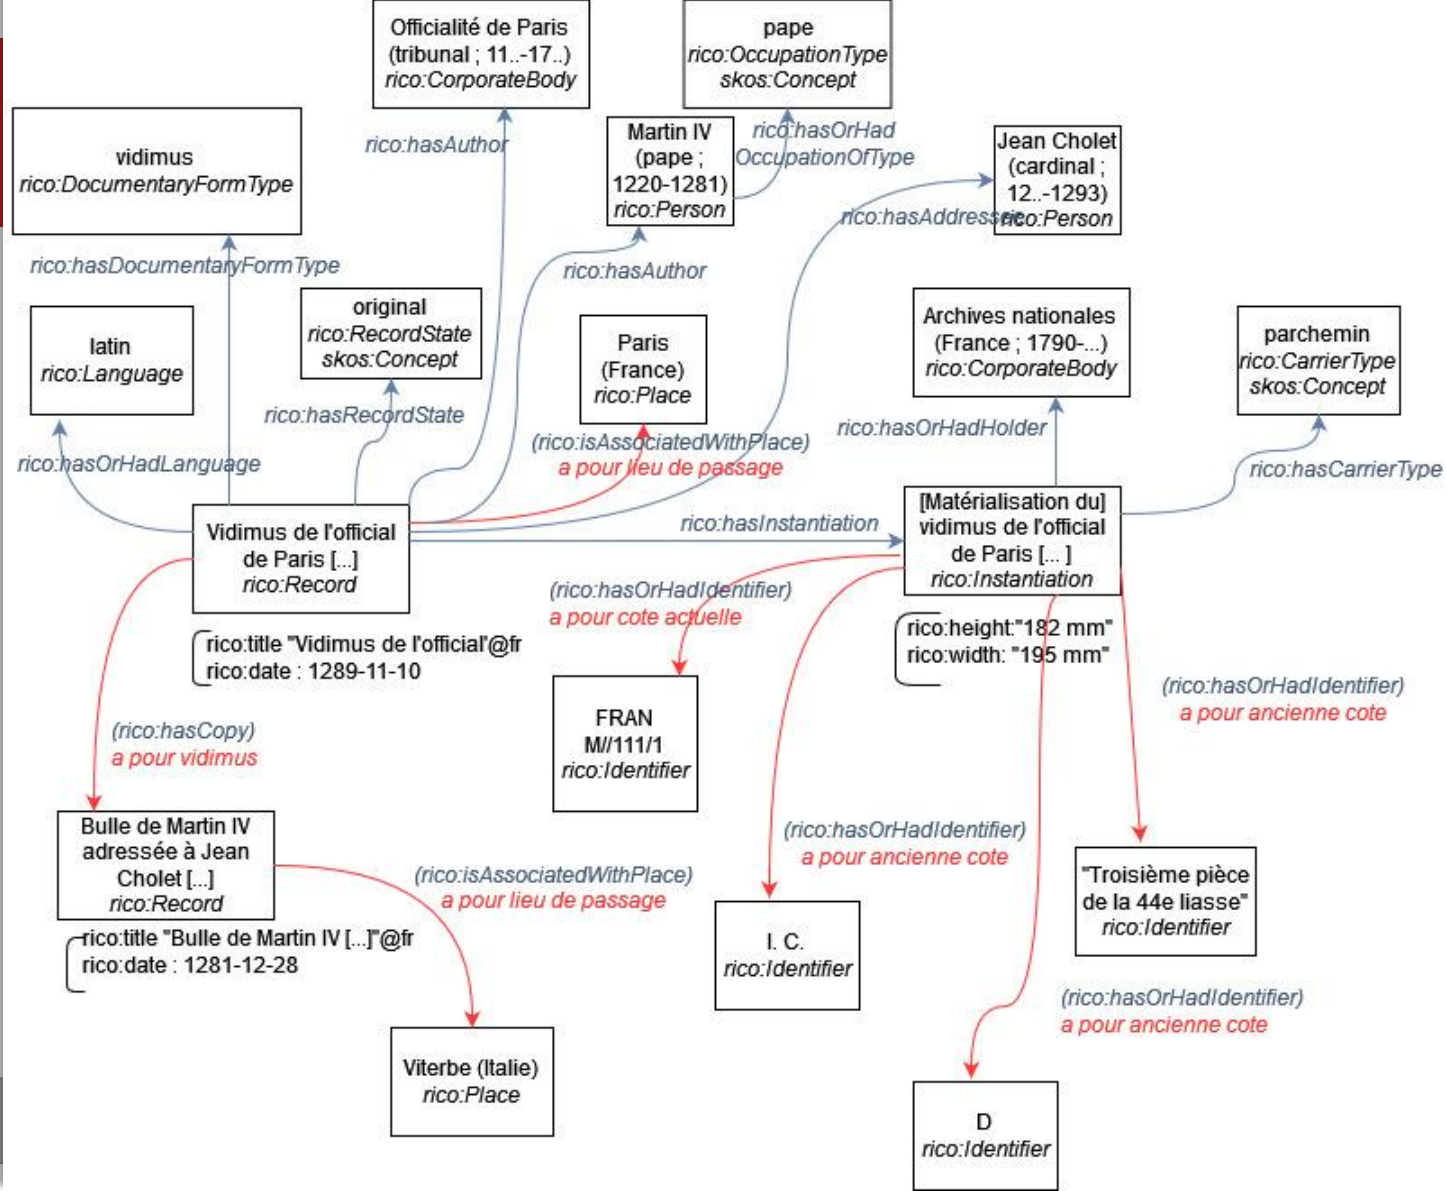 Officialité de Paris
(tribunal ; 11..-17..)
rico:CorporateBody
pape
rico:OccupationType
skos:Concept
rico:hasAuthor
rico:hasOrHad
OccupationOfType
vidimus
rico:DocumentaryFormType
Martin IV
(pape ;
1220-1281)
rico:Person
Jean Cholet
(cardinal ;
12..-1293)
rico:Person
rico:hasAddressee
rico:hasDocumentaryFormType
rico:hasAuthor
latin
rico:Language
original
rico:RecordState
skos:Concept
Paris
(France)
rico:Place
Archives nationales
(France ; 1790-...)
rico:CorporateBody
parchemin
rico:CarrierType
skos:Concept
rico:hasRecordState
rico:hasOrHadHolder
(rico:isAssociatedWithPlace)
a pour lieu de passage
rico:hasOrHadLanguage
rico:hasCarrierType
Vidimus de l'official
de Paris [...]
rico:Record
rico:hasInstantiation
[Matérialisation du]
vidimus de l'official
de Paris [... ]
rico:Instantiation
(rico:hasOrHadIdentifier)
a pour cote actuelle
rico:title "Vidimus de l'official"@fr
rico:date : 1289-11-10
rico:height:"182 mm"
rico:width: "195 mm"
(rico:hasOrHadIdentifier)
a pour ancienne cote
FRAN
M//111/1
rico:Identifier
(rico:hasCopy)
a pour vidimus
Bulle de Martin IV
adressée à Jean
Cholet [...]
rico:Record
(rico:hasOrHadIdentifier)
a pour ancienne cote
(rico:isAssociatedWithPlace)
a pour lieu de passage
"Troisième pièce
de la 44e liasse"
rico:Identifier
rico:title "Bulle de Martin IV [...]"@fr
rico:date : 1281-12-28
I. C.
rico:Identifier
(rico:hasOrHadIdentifier)
a pour ancienne cote
Viterbe (Italie)
rico:Place
D
rico:Identifier